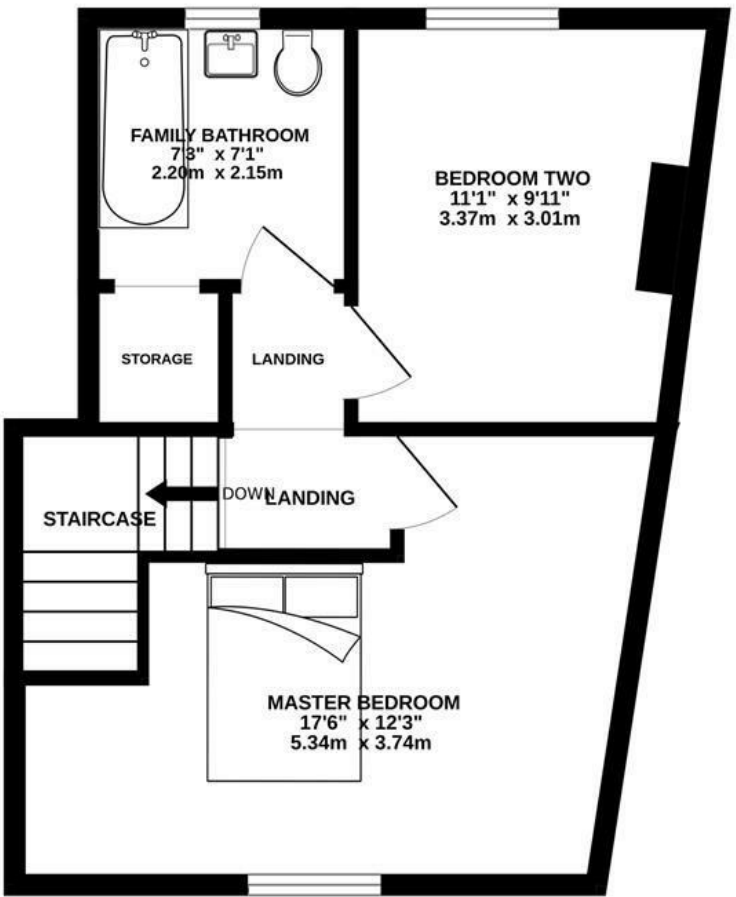 FAMILY BATHROOM
7'3" x 7'1"
2.20m x 2.15m
BEDROOM TWO
11'1" x 9'11"
3.37m x 3.01m
STORAGE
LANDING
DOWN
LANDING
STAIRCASE
MASTER BEDROOM
17'6" x 12'3"
5.34m x 3.74m